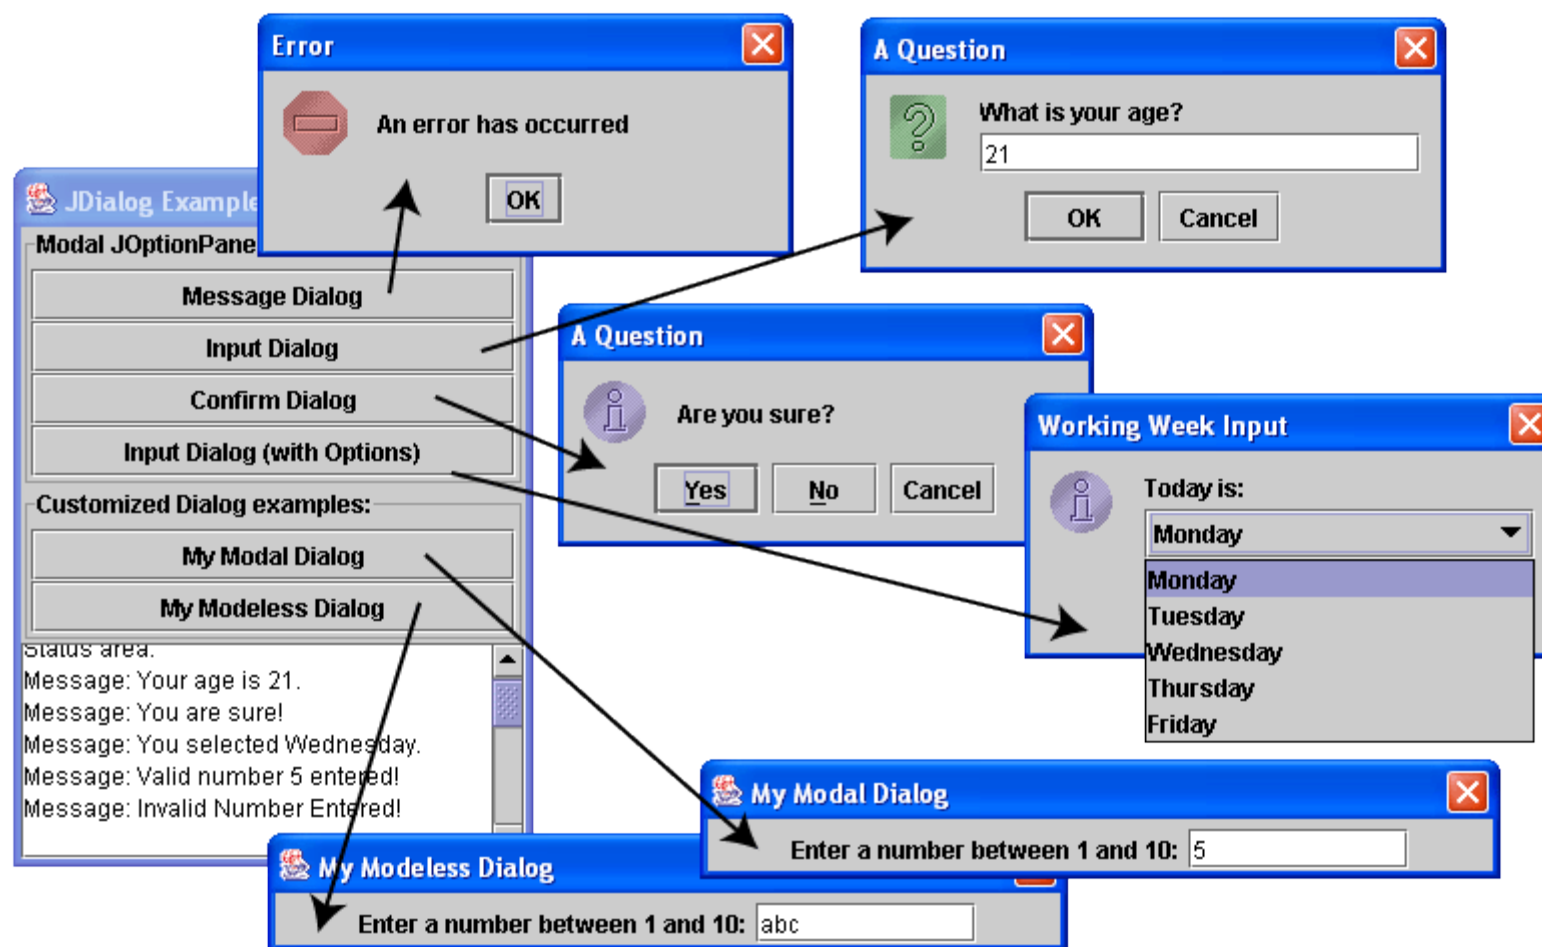 Error
An error has occurred
OK
A Question
What is your age?
21
OK
Cancel
JDialog Example
Modal JOptionPane
Message Dialog
Input Dialog
Confirm Dialog
Input Dialog (with Options)
Customized Dialog examples:
My Modal Dialog
My Modeless Dialog
Status area.
Message: Your age is 21.
Message: You are sure!
Message: You selected Wednesday.
Message: Valid number 5 entered!
Message: Invalid Number Entered!
A Question
Are you sure?
Yes
No
Cancel
Working Week Input
Today is:
Monday
Monday
Tuesday
Wednesday
Thursday
Friday
My Modal Dialog
Enter a number between 1 and 10: 5
My Modeless Dialog
Enter a number between 1 and 10: abc